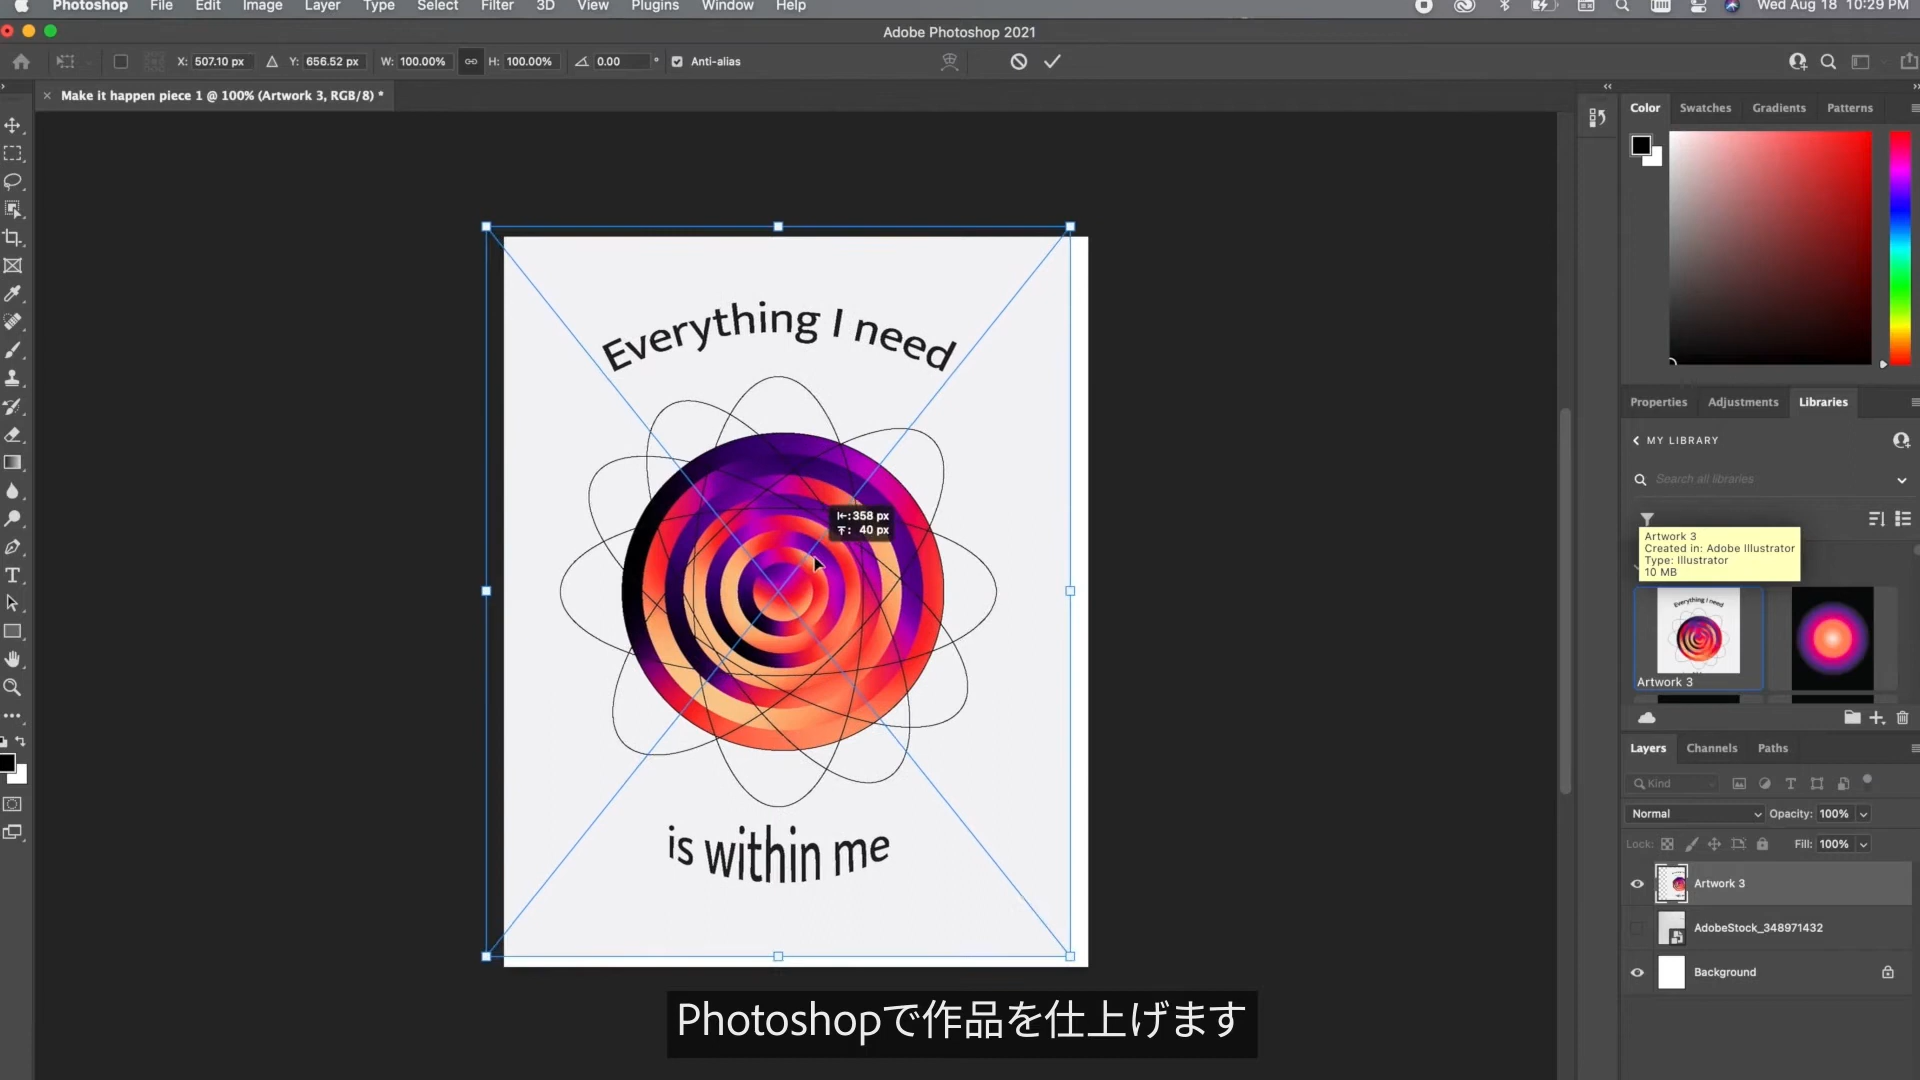 Photoshop File Edit Image Layer Type Select Filter 3D View Plugins Window Help Wed Aug 18 10:29 PM
Adobe Photoshop 2021
X: 507.10 px Y: 656.52 px W: 100.00% H: 100.00% 0.00 ° Anti-alias
Make it happen piece 1 @ 100% (Artwork 3, RGB/8) *
Color Swatches Gradients Patterns
Everything I need
358 px
40 px
is within me
Properties Adjustments Libraries
MY LIBRARY
Search all libraries
Artwork 3
Created in: Adobe Illustrator
Type: Illustrator
10 MB
Everything I need
Artwork 3
Layers Channels Paths
Kind
Normal Opacity: 100%
Lock: Fill: 100%
Artwork 3
AdobeStock_348971432
Background
Photoshopで作品を仕上げます